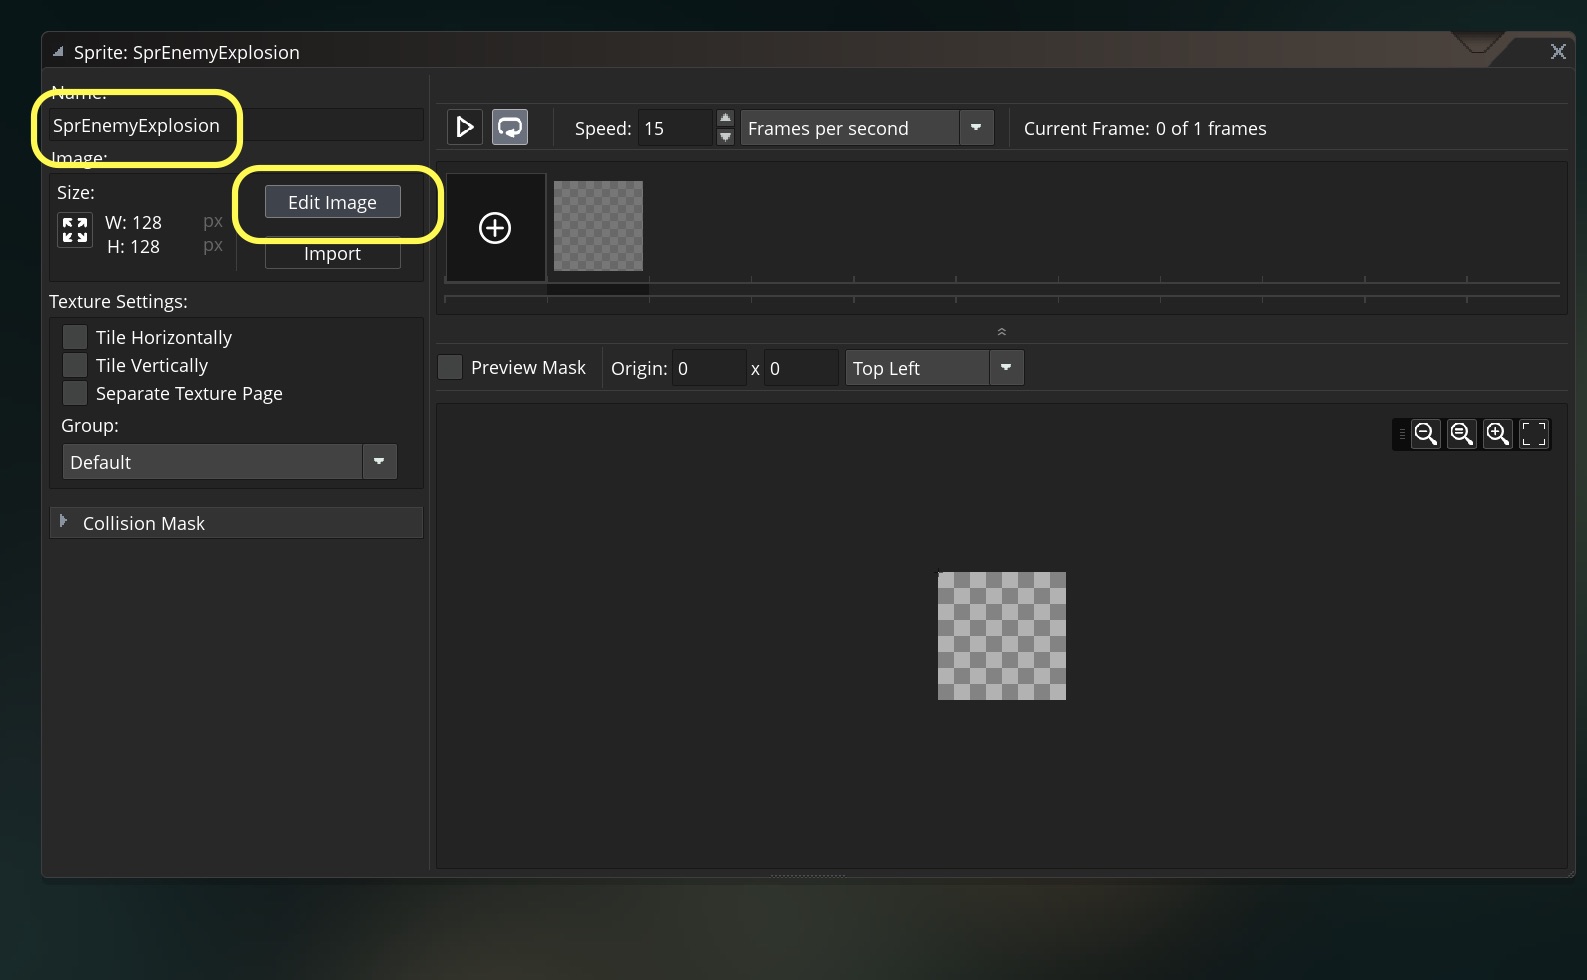 Sprite: SprEnemyExplosion
Name:
SprEnemyExplosion
Image:
Size:
W: 128 px
H: 128 px
Edit Image
Import
Texture Settings:
Tile Horizontally
Tile Vertically
Separate Texture Page
Group:
Default
Collision Mask
Speed: 15 Frames per second Current Frame: 0 of 1 frames
Preview Mask Origin: 0 x 0 Top Left